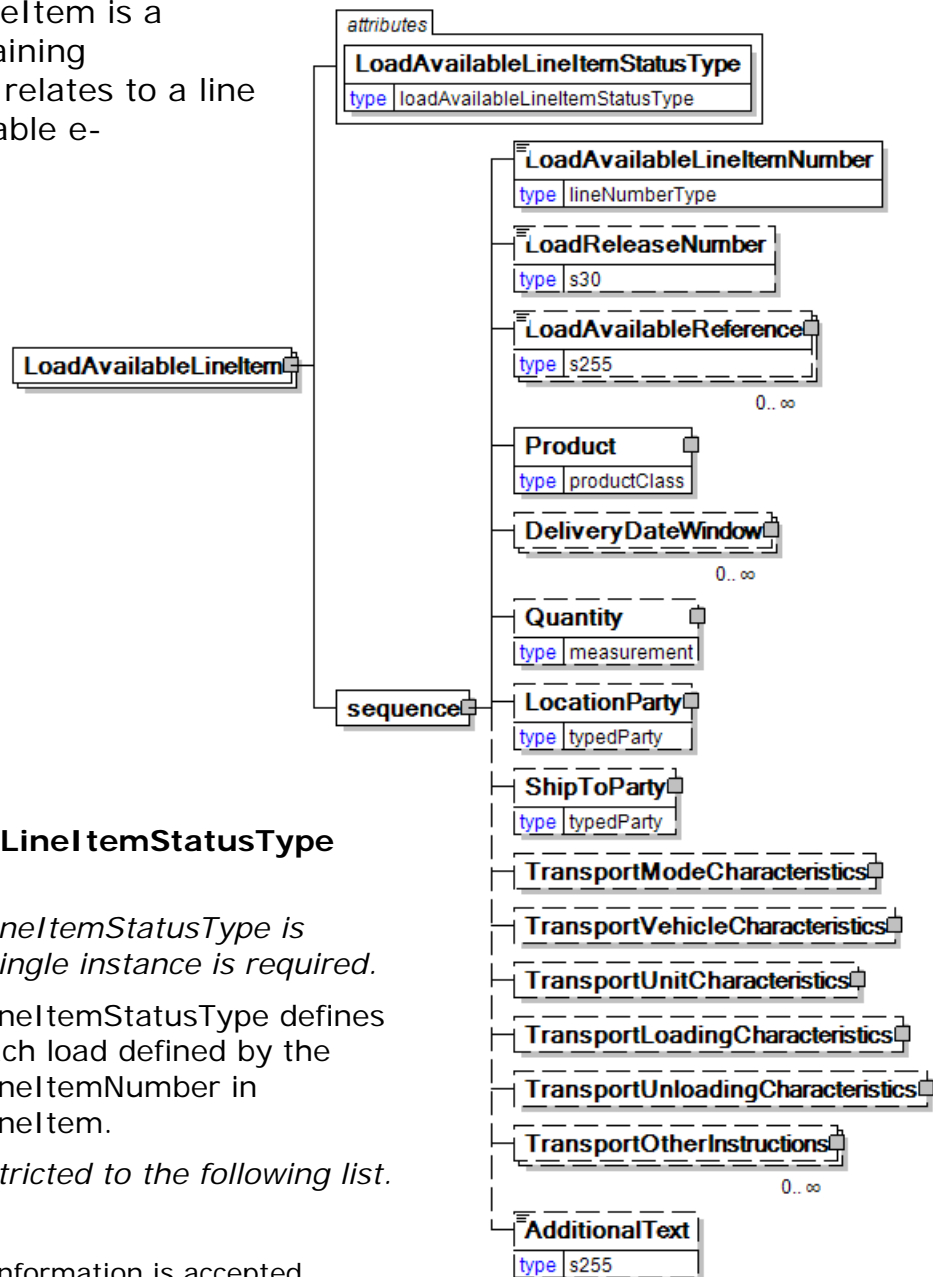 eItem is a
aining
relates to a line
able e-
attributes
LoadAvailableLineItemStatusType
type loadAvailableLineItemStatusType
LoadAvailableLineItemNumber
type lineNumberType
LoadReleaseNumber
type s30
LoadAvailableReference
type s255
0.. ∞
LoadAvailableLineItem
Product
type productClass
DeliveryDateWindow
0.. ∞
Quantity
type measurement
sequence
LocationParty
type typedParty
ShipToParty
type typedParty
TransportModeCharacteristics
TransportVehicleCharacteristics
TransportUnitCharacteristics
TransportLoadingCharacteristics
TransportUnloadingCharacteristics
TransportOtherInstructions
0.. ∞
AdditionalText
type s255
LineItemStatusType
neItemStatusType is
ingle instance is required.
neItemStatusType defines
ch load defined by the
neItemNumber in
neItem.
tricted to the following list.
nformation is accepted